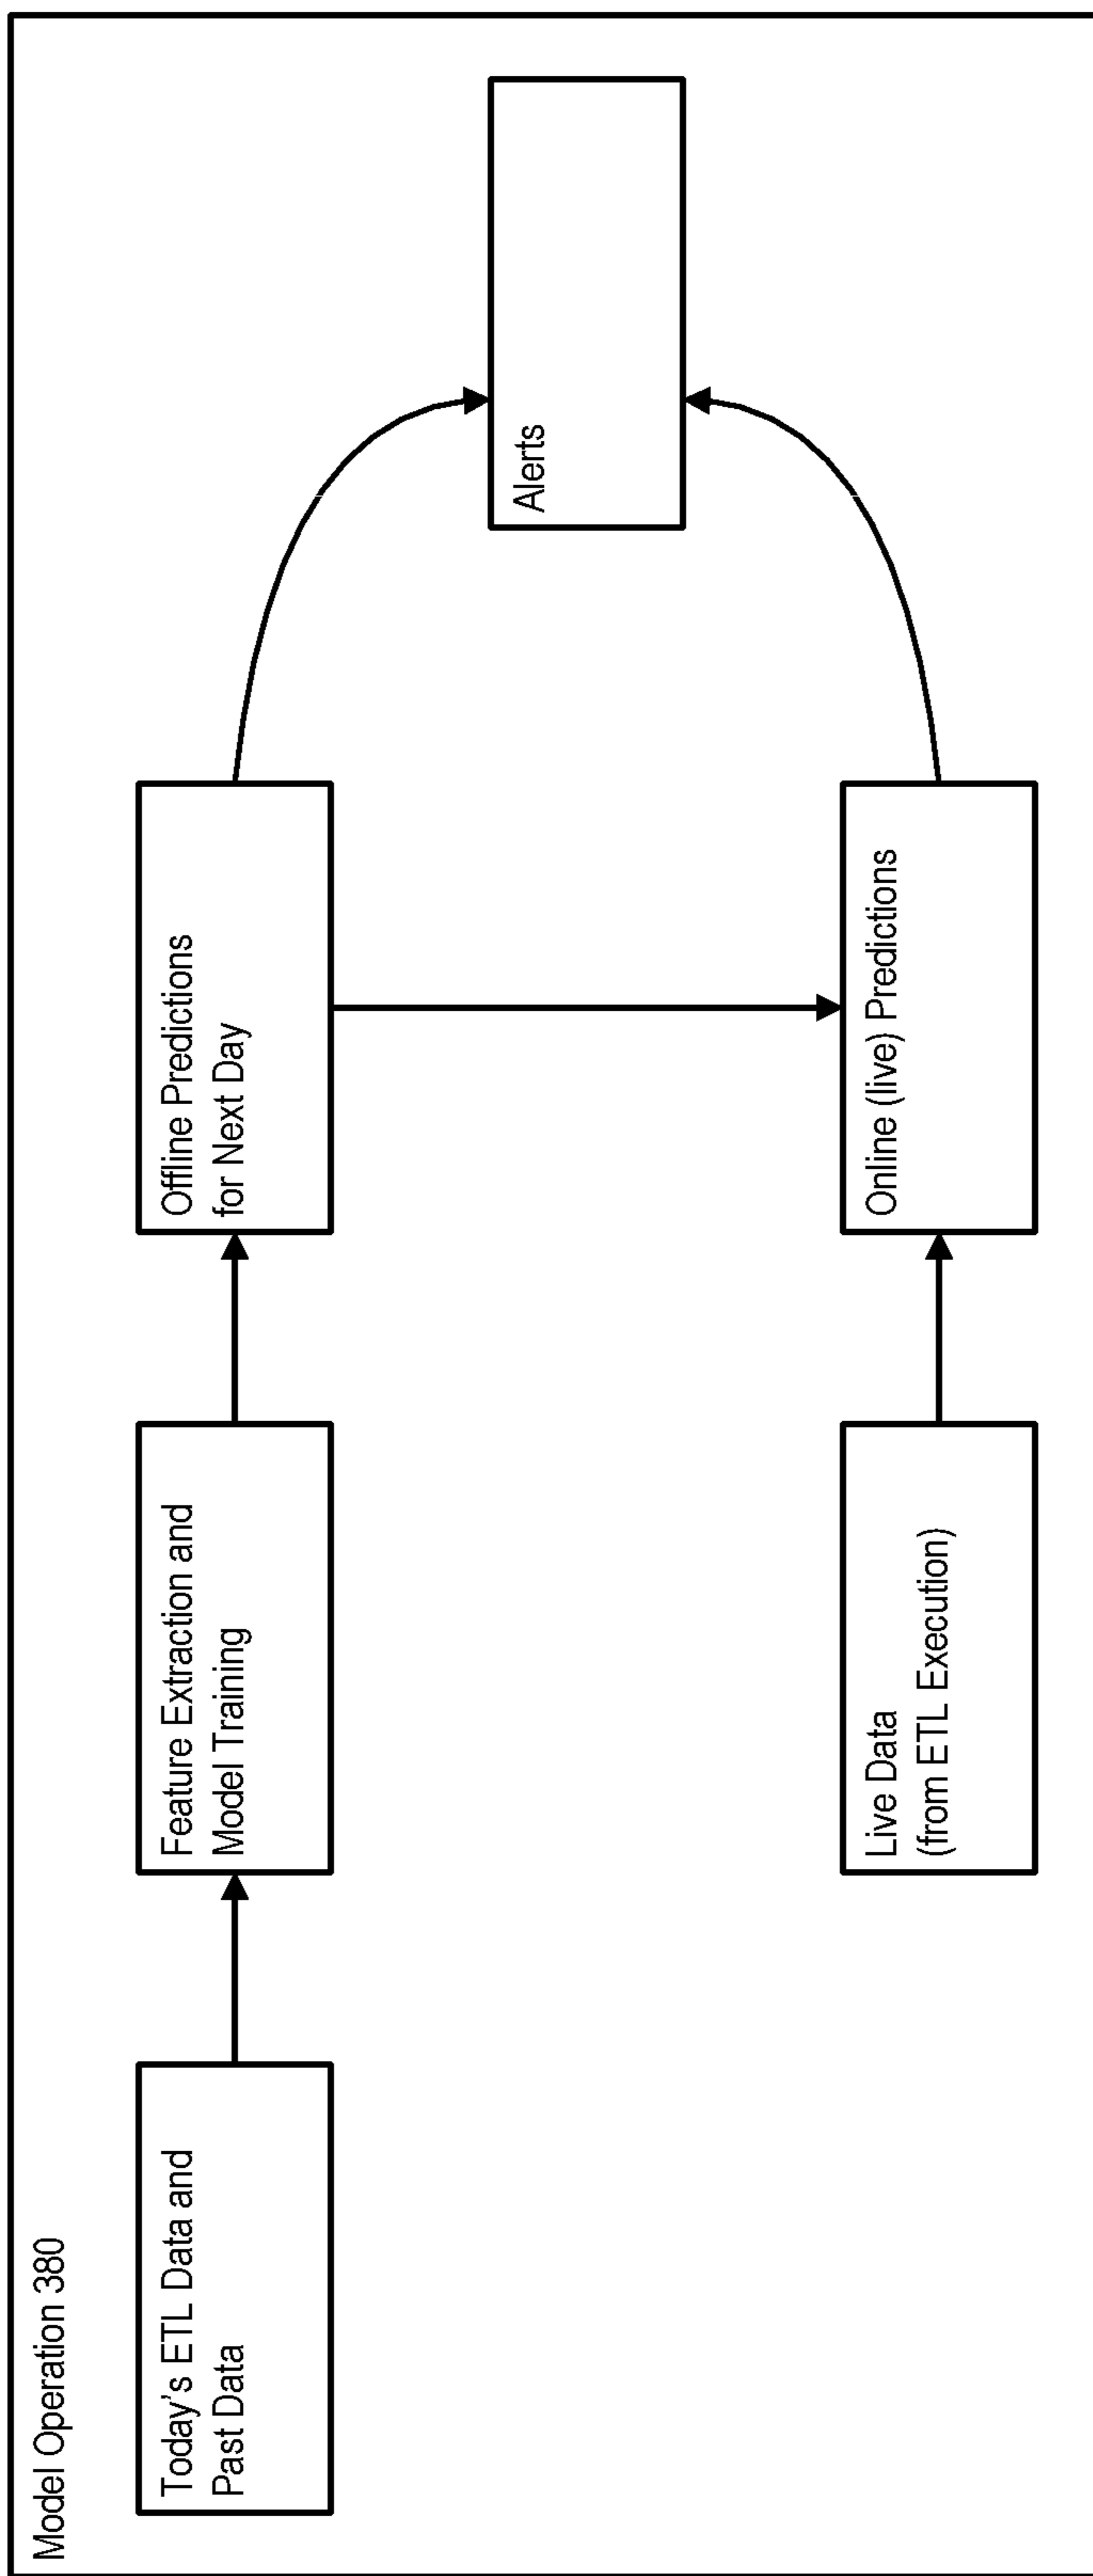 Model Operation 380
Today's ETL Data and
Past Data
Feature Extraction and
Model Training
Offline Predictions
for Next Day
Alerts
Live Data
(from ETL Execution)
Online (live) Predictions